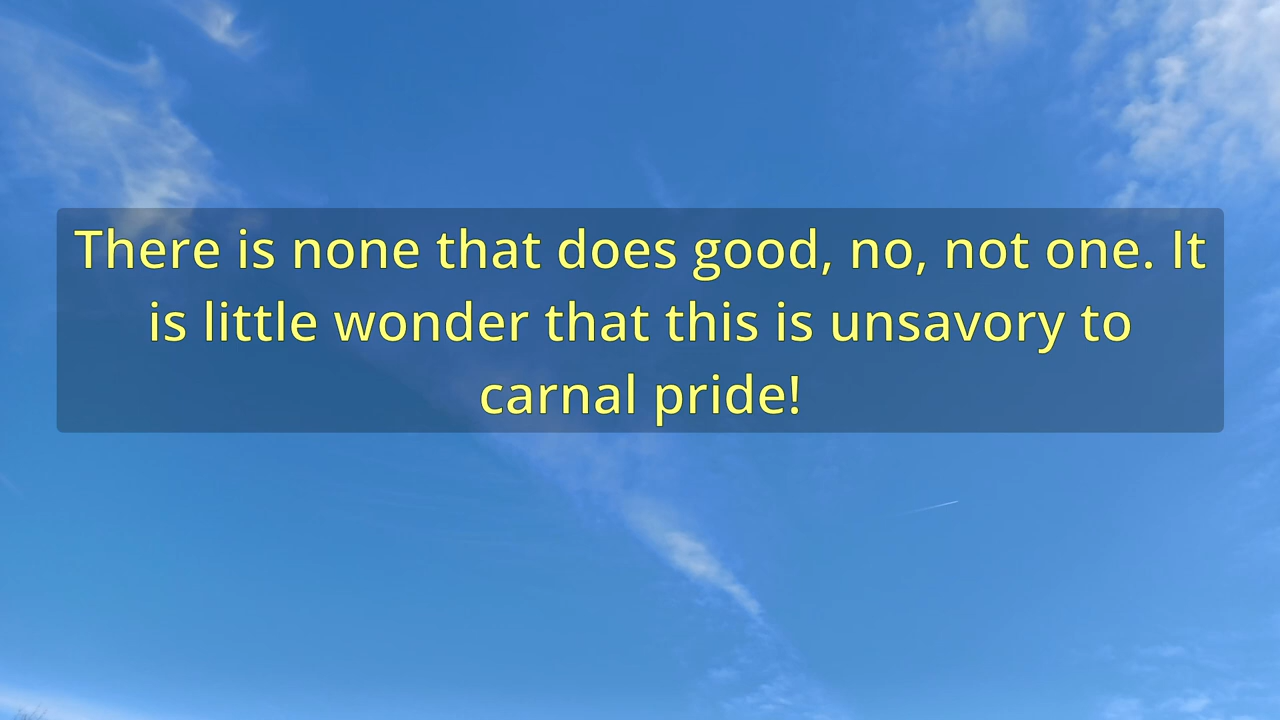 There is none that does good, no, not one. It
is little wonder that this is unsavory to
carnal pride!